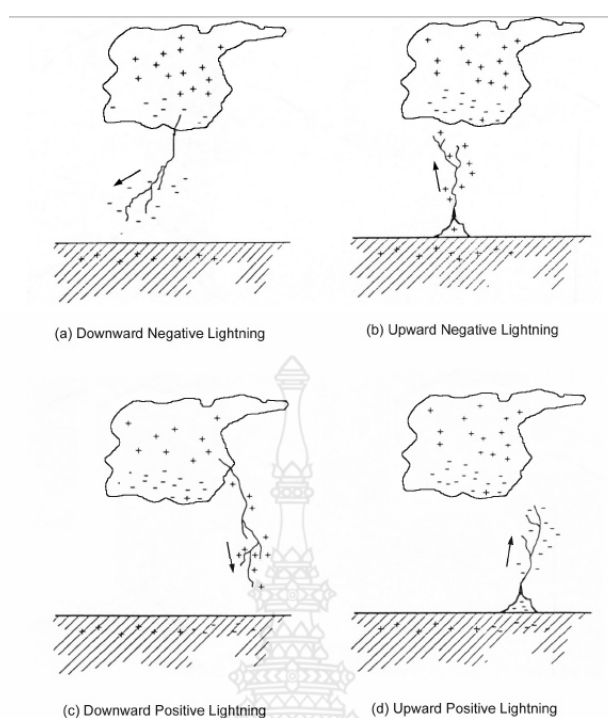 (a) Downward Negative Lightning
(b) Upward Negative Lightning
(c) Downward Positive Lightning
(d) Upward Positive Lightning